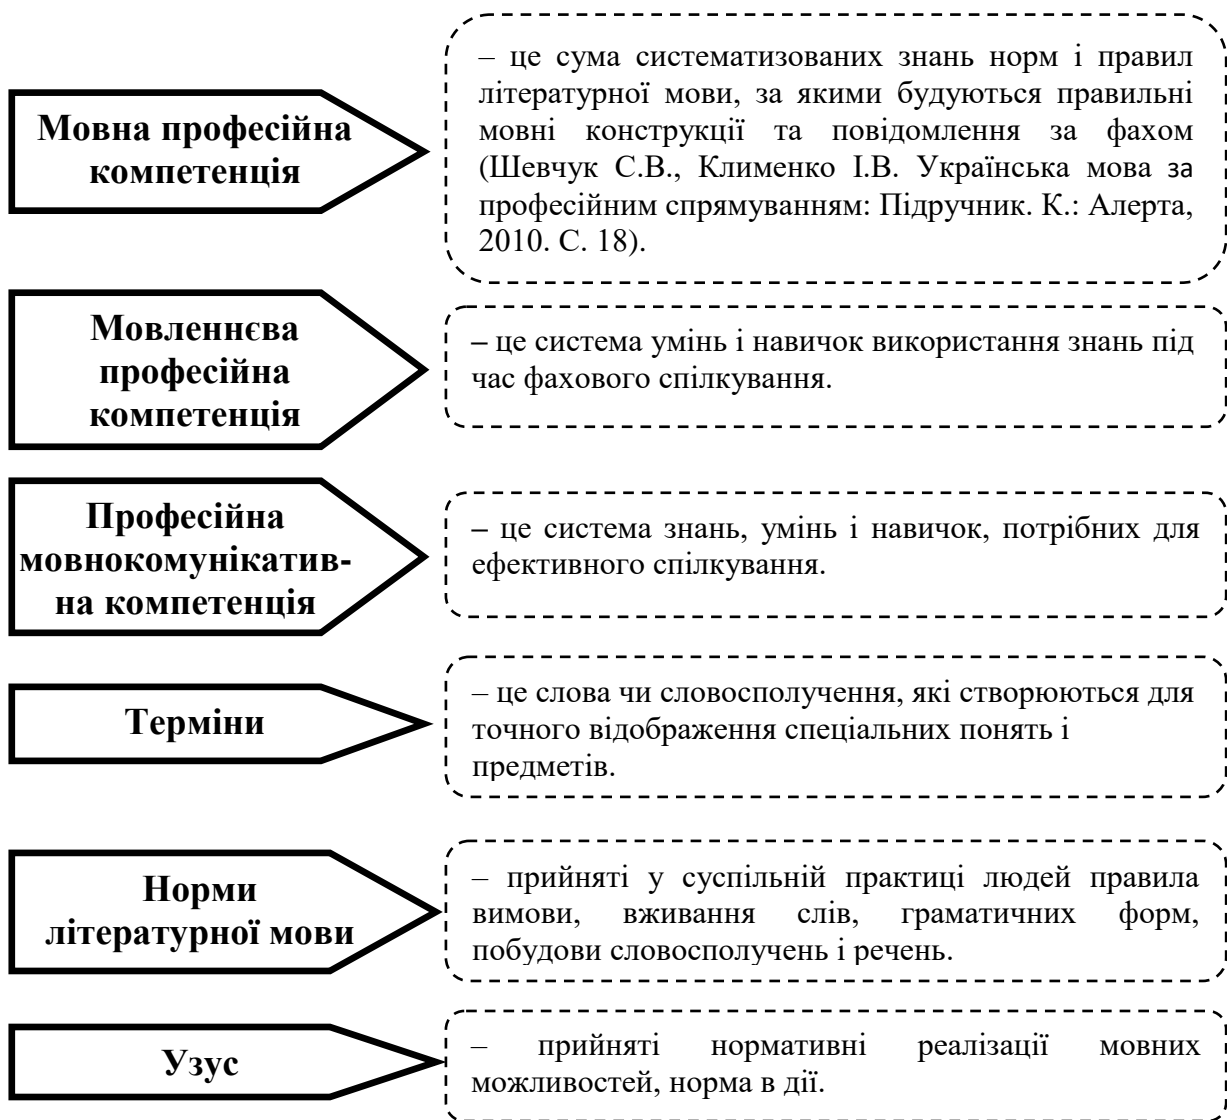 Мовна професійна
компетенція
– це сума систематизованих знань норм і правил
літературної мови, за якими будуються правильні
мовні конструкції та повідомлення за фахом
(Шевчук С.В., Клименко І.В. Українська мова за
професійним спрямуванням: Підручник. К.: Алерта,
2010. С. 18).
Мовленнєва
професійна
компетенція
– це система умінь і навичок використання знань під
час фахового спілкування.
Професійна
мовнокомунікатив-
на компетенція
– це система знань, умінь і навичок, потрібних для
ефективного спілкування.
Терміни
– це слова чи словосполучення, які створюються для
точного відображення спеціальних понять і
предметів.
Норми
літературної мови
– прийняті у суспільній практиці людей правила
вимови, вживання слів, граматичних форм,
побудови словосполучень і речень.
Узус
– прийняті нормативні реалізації мовних
можливостей, норма в дії.